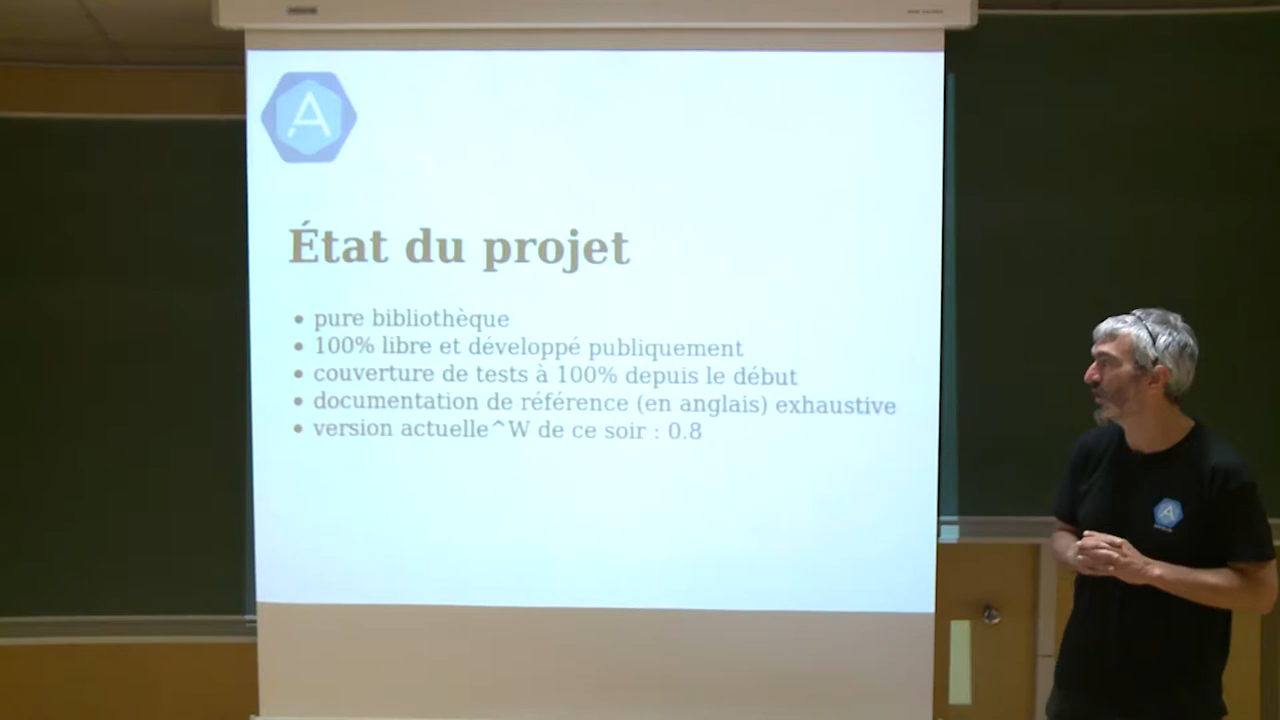 A
État du projet
• pure bibliothèque
• 100% libre et développé publiquement
• couverture de tests à 100% depuis le début
• documentation de référence (en anglais) exhaustive
• version actuelle^W de ce soir : 0.8
A